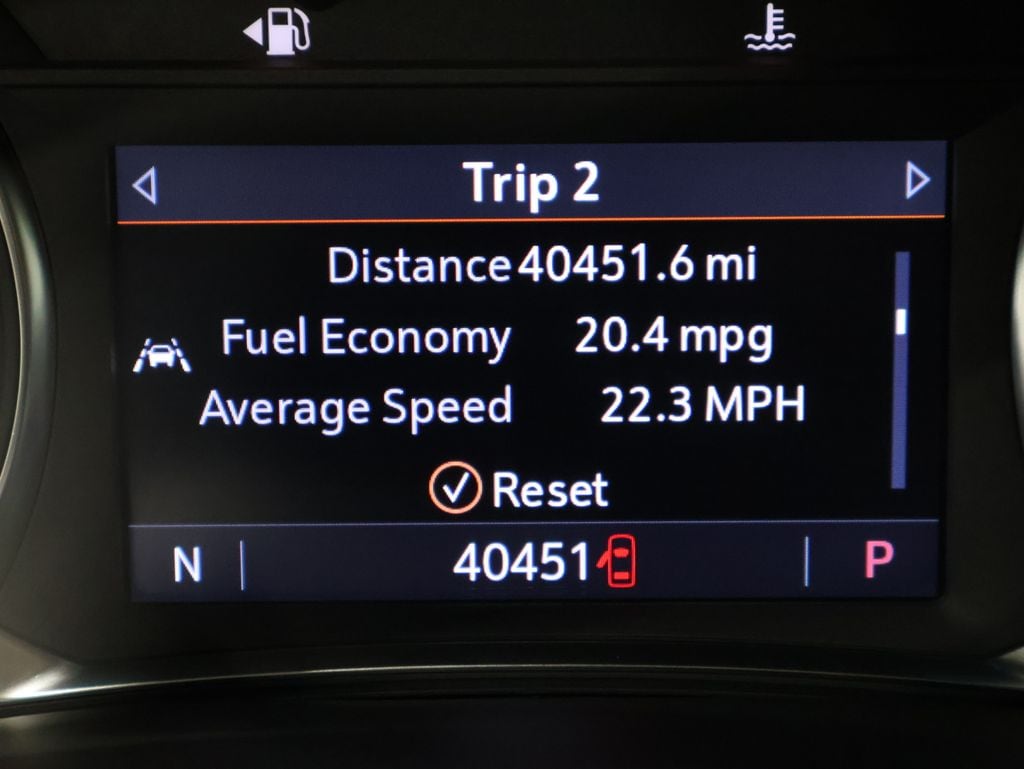 Trip 2
Distance 40451.6 mi
Fuel Economy 20.4 mpg
Average Speed 22.3 MPH
Reset
N 40451 P